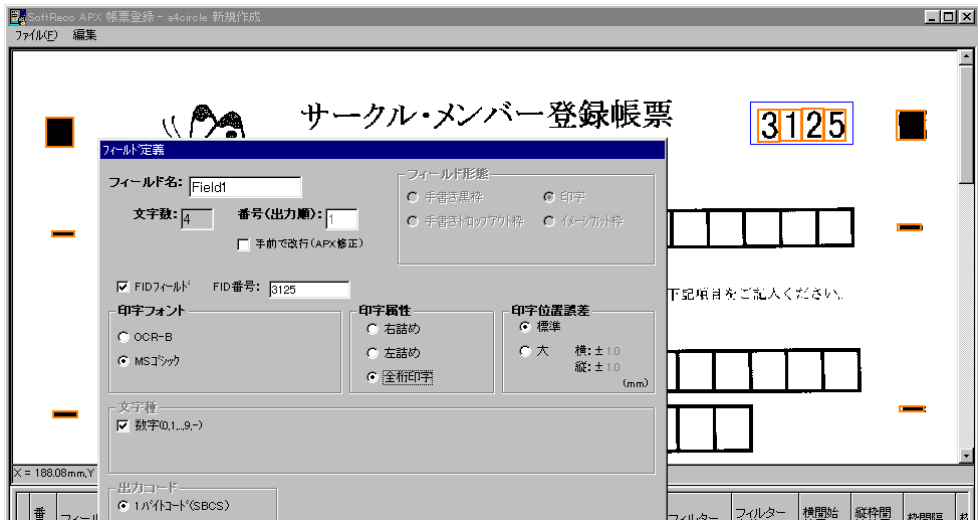 SoftReco APX 帳票登録 - a4circle 新規作成
ﾌｧｲﾙ(F) 編集
サークル・メンバー登録帳票
3125
ﾌｨｰﾙﾄﾞ定義
フィールド名: Field1
フィールド形態
手書き黒枠 印字
手書きﾄﾞﾛｯﾌﾟｱｳﾄ枠 ｲﾒｰｼﾞｶｯﾄ枠
文字数: 4 番号(出力順): 1
手前で改行(APX修正)
FIDﾌｨｰﾙﾄﾞ FID番号: 3125
下記項目をご記入ください。
印字フォント 印字属性 印字位置誤差
OCR-B 右詰め 標準
MSｺﾞｼｯｸ 左詰め 大 横:± 1.0
全桁印字 縦:± 1.0
(mm)
文字種
数字(0,1,..,9,-)
X = 188.08mm,Y
出力コード
1ﾊﾞｲﾄｺｰﾄﾞ(SBCS)
番 フィール フィルター フィルター 横開始 縦枠間 枠間隔